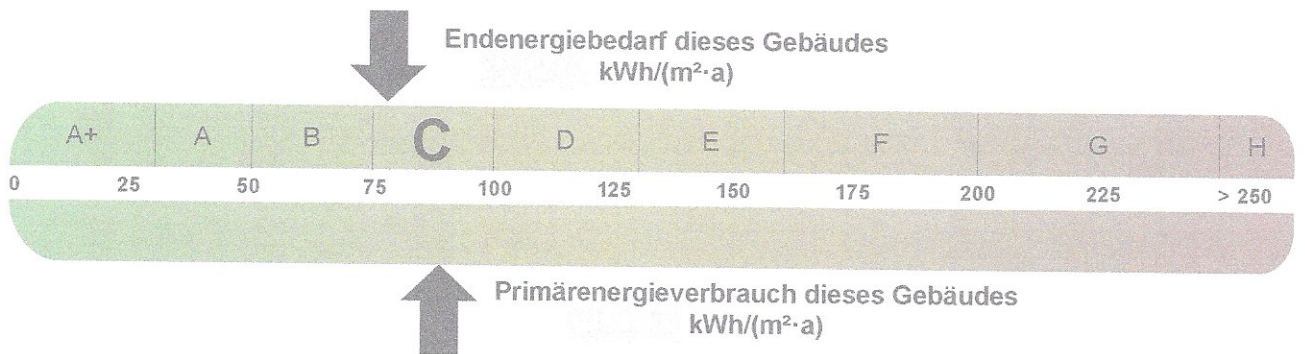 Endenergiebedarf dieses Gebäudes
kWh/(m²·a)
A+ A B C D E F G H
0 25 50 75 100 125 150 175 200 225 > 250
Primärenergieverbrauch dieses Gebäudes
kWh/(m²·a)